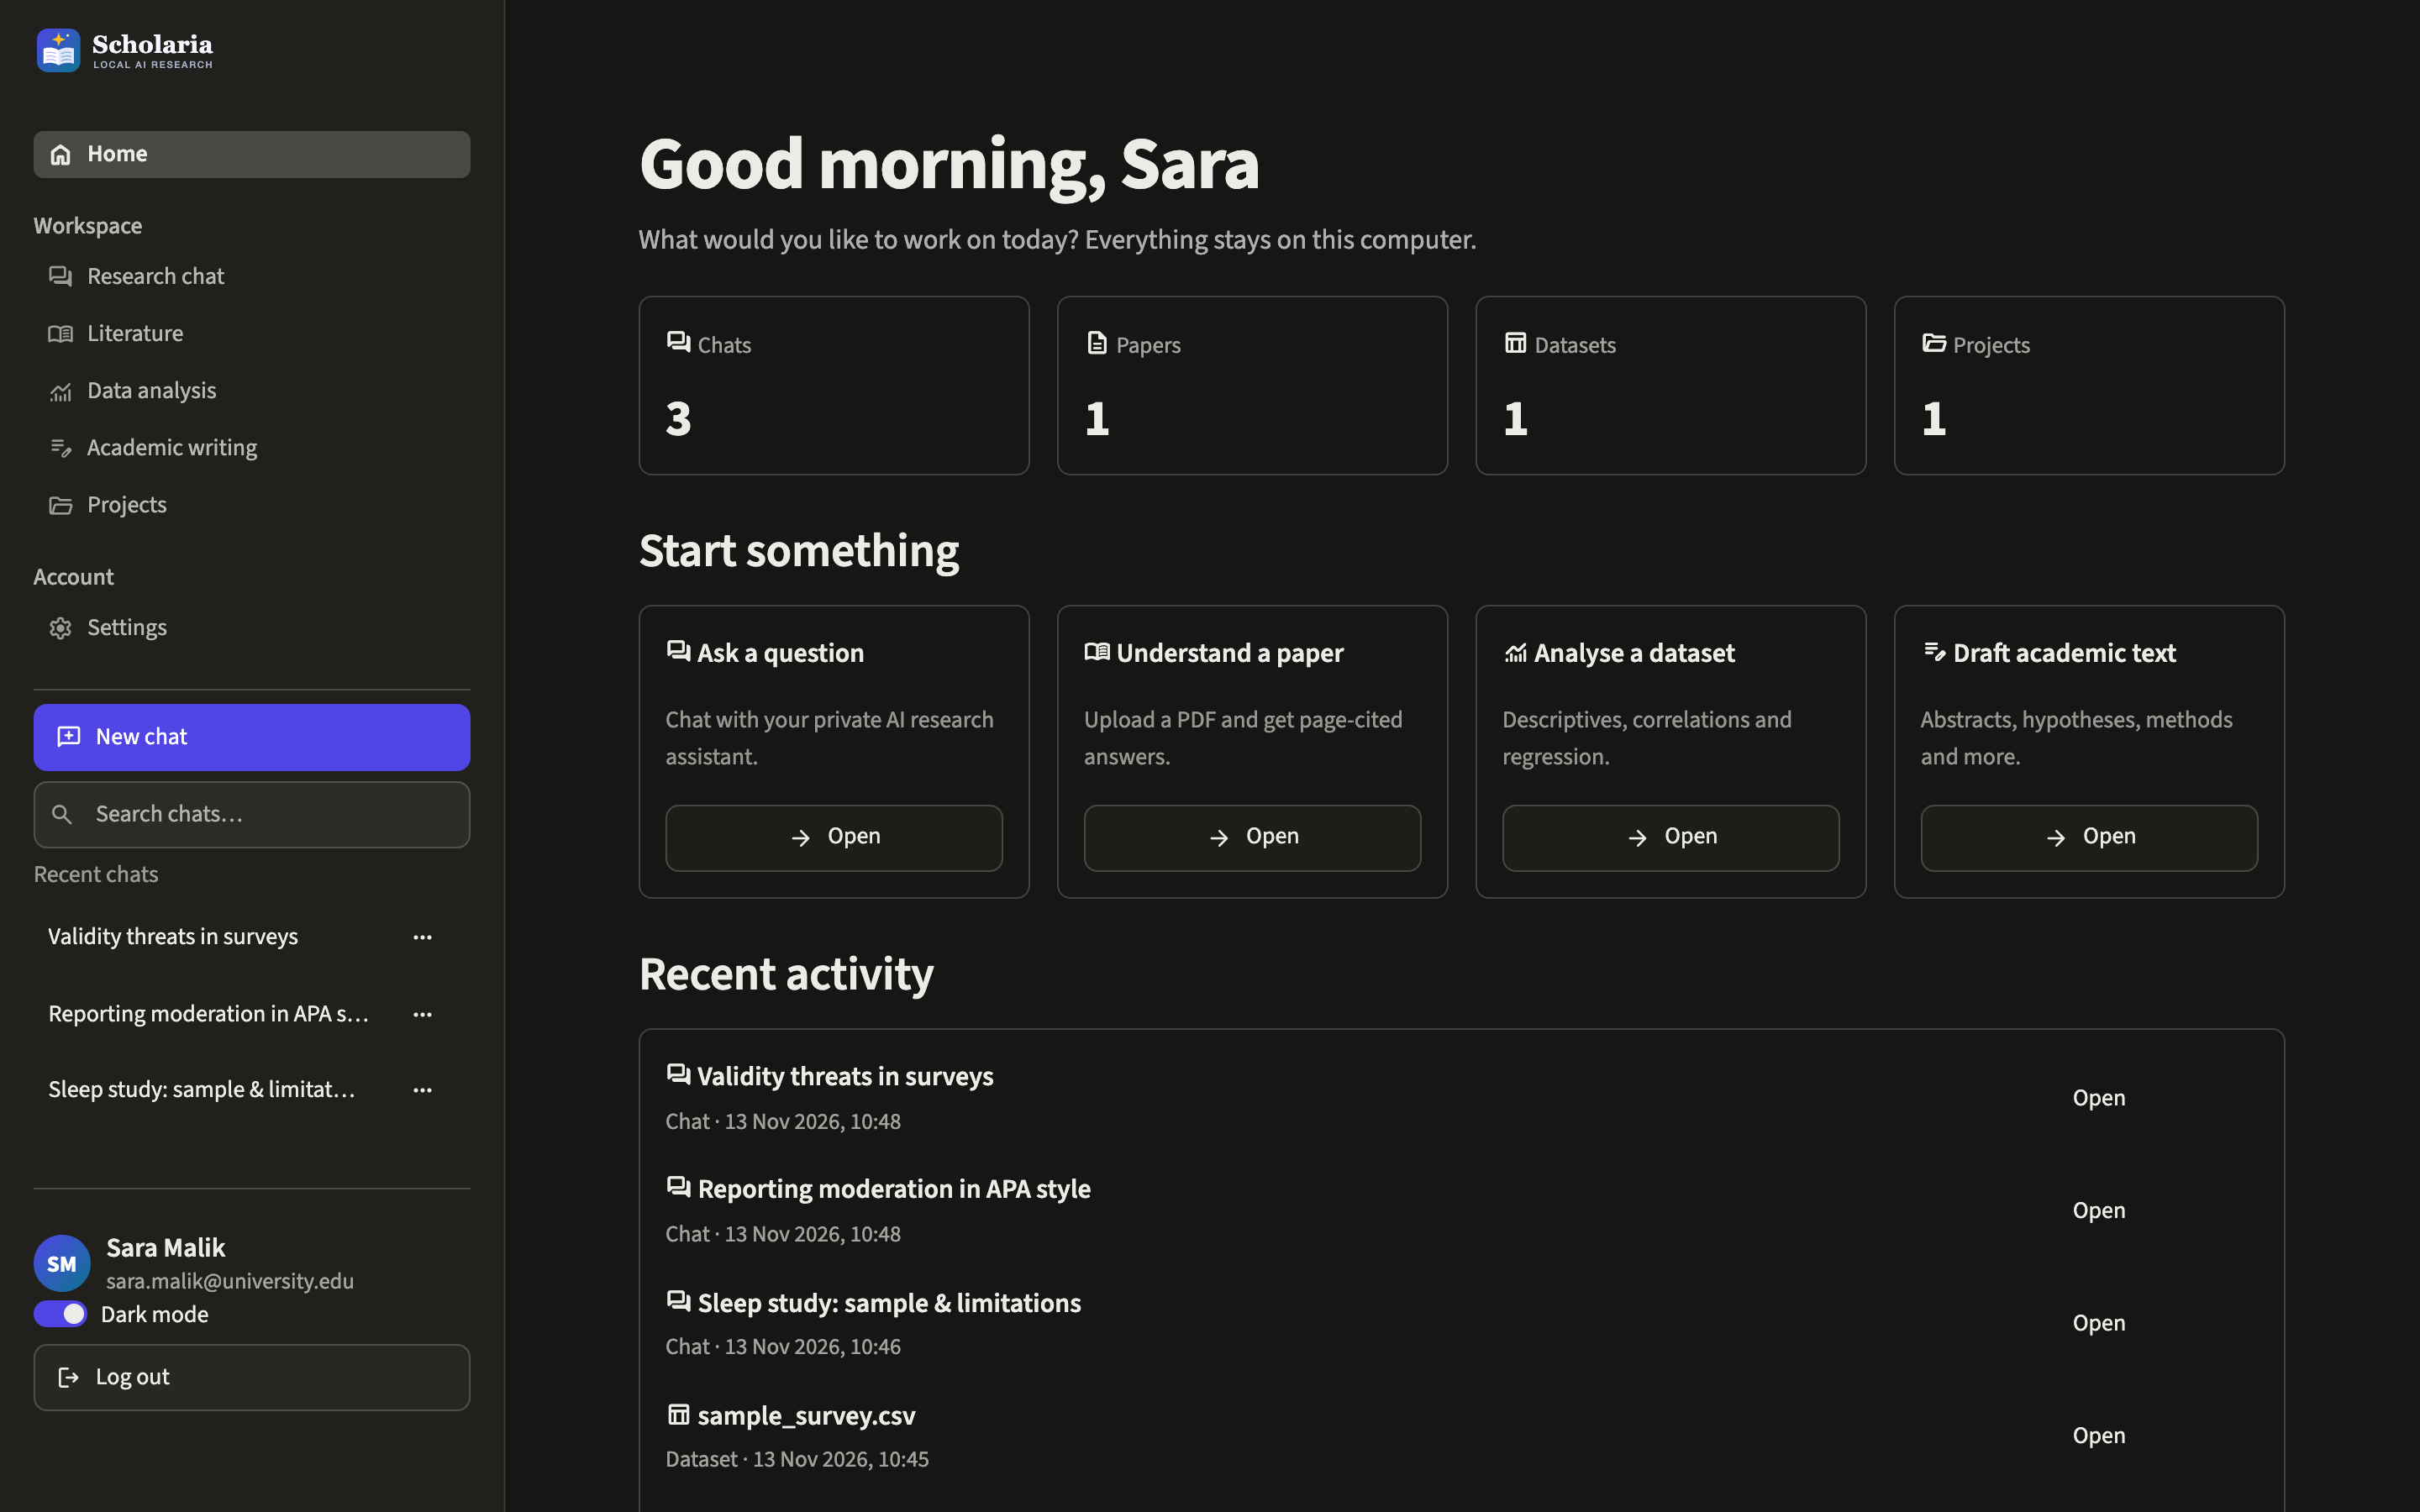 Scholaria
LOCAL AI RESEARCH
Home
Workspace
Research chat
Literature
Data analysis
Academic writing
Projects
Account
Settings
New chat
Search chats…
Recent chats
Validity threats in surveys
Reporting moderation in APA s…
Sleep study: sample & limitat…
SM
Sara Malik
sara.malik@university.edu
Dark mode
Log out
Good morning, Sara
What would you like to work on today? Everything stays on this computer.
Chats
3
Papers
1
Datasets
1
Projects
1
Start something
Ask a question
Chat with your private AI research
assistant.
Open
Understand a paper
Upload a PDF and get page-cited
answers.
Open
Analyse a dataset
Descriptives, correlations and
regression.
Open
Draft academic text
Abstracts, hypotheses, methods
and more.
Open
Recent activity
Validity threats in surveys
Chat · 13 Nov 2026, 10:48
Open
Reporting moderation in APA style
Chat · 13 Nov 2026, 10:48
Open
Sleep study: sample & limitations
Chat · 13 Nov 2026, 10:46
Open
sample_survey.csv
Dataset · 13 Nov 2026, 10:45
Open